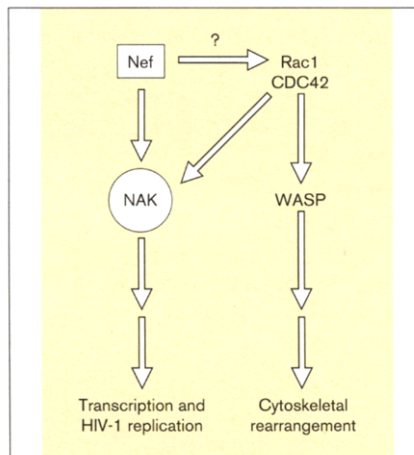 ?
Nef
Rac1
CDC42
NAK
WASP
Transcription and
HIV-1 replication
Cytoskeletal
rearrangement